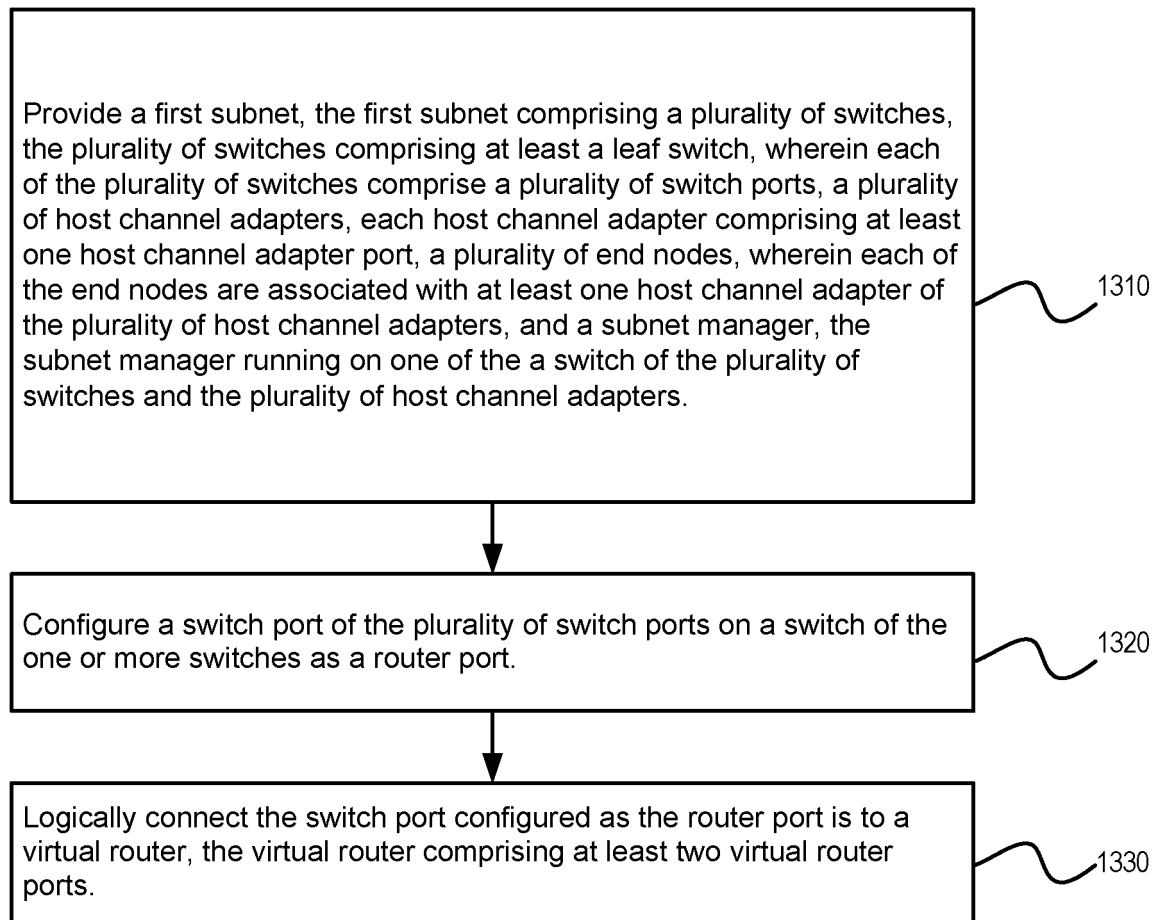 Provide a first subnet, the first subnet comprising a plurality of switches,
the plurality of switches comprising at least a leaf switch, wherein each
of the plurality of switches comprise a plurality of switch ports, a plurality
of host channel adapters, each host channel adapter comprising at least
one host channel adapter port, a plurality of end nodes, wherein each of
the end nodes are associated with at least one host channel adapter of
the plurality of host channel adapters, and a subnet manager, the
subnet manager running on one of the a switch of the plurality of
switches and the plurality of host channel adapters.
1310
Configure a switch port of the plurality of switch ports on a switch of the
one or more switches as a router port.
1320
Logically connect the switch port configured as the router port is to a
virtual router, the virtual router comprising at least two virtual router
ports.
1330